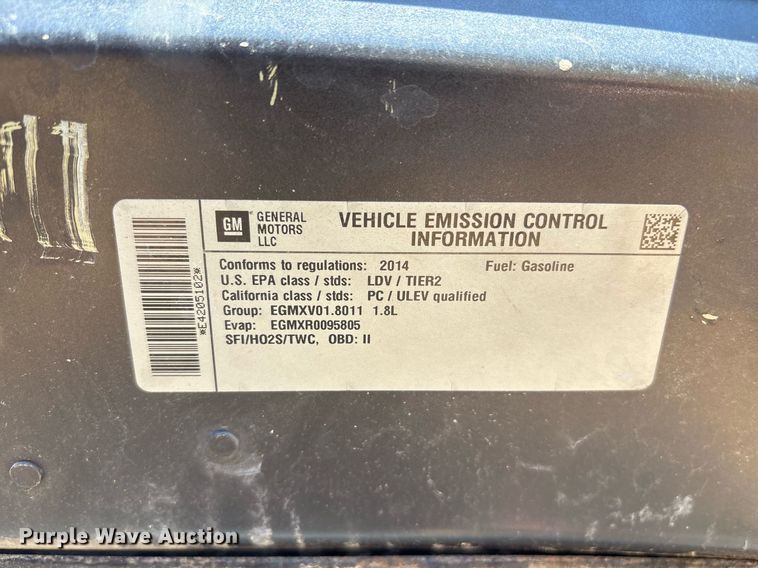 GM GENERAL MOTORS LLC
VEHICLE EMISSION CONTROL
INFORMATION
*E4205102*
Conforms to regulations: 2014 Fuel: Gasoline
U.S. EPA class / stds: LDV / TIER2
California class / stds: PC / ULEV qualified
Group: EGMXV01.8011 1.8L
Evap: EGMXR0095805
SFI/HO2S/TWC, OBD: II
Purple Wave Auction